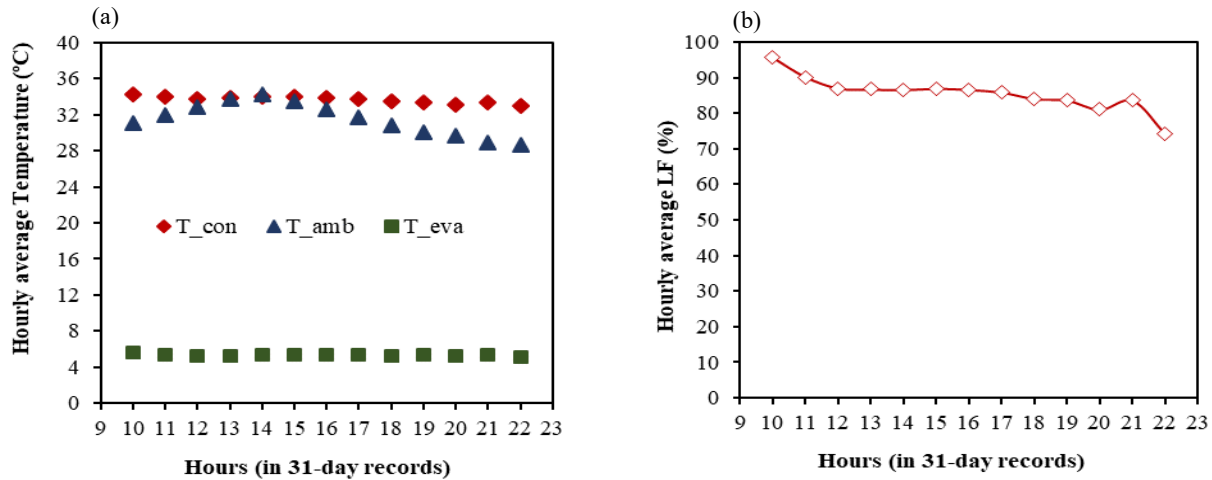 (a)
Hourly average Temperature (ºC)
40
36
32
28
24
20
16
12
8
4
0
T_con T_amb T_eva
9 10 11 12 13 14 15 16 17 18 19 20 21 22 23
Hours (in 31-day records)
(b)
Hourly average LF (%)
100
90
80
70
60
50
40
30
20
10
0
9 10 11 12 13 14 15 16 17 18 19 20 21 22 23
Hours (in 31-day records)